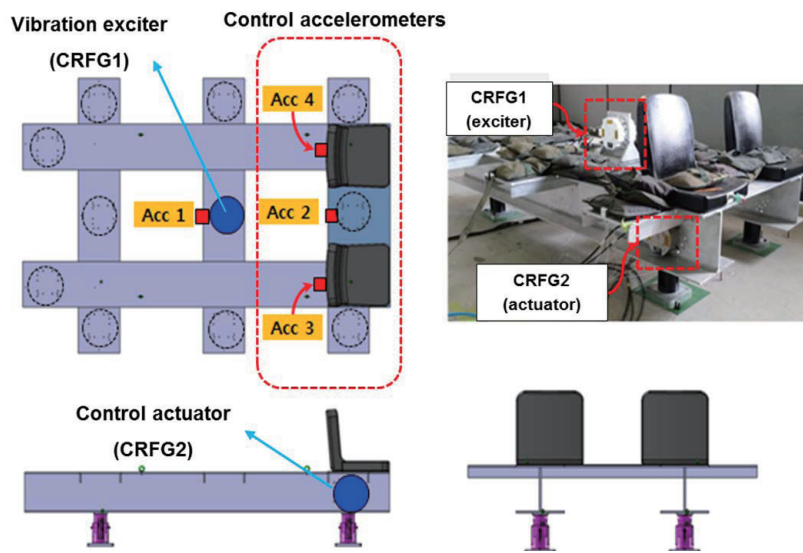 Vibration exciter
(CRFG1)
Control accelerometers
Acc 4
Acc 1
Acc 2
Acc 3
CRFG1
(exciter)
CRFG2
(actuator)
Control actuator
(CRFG2)